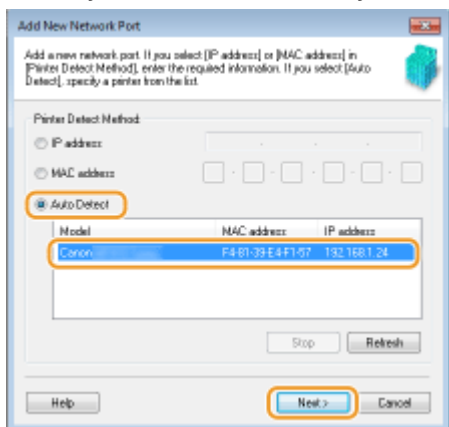 Add New Network Port
Add a new network port. If you select [IP address] or [MAC address] in
[Printer Detect Method], enter the required information. If you select [Auto
Detect], specify a printer from the list.
Printer Detect Method:
IP address:
MAC address:
Auto Detect
Model MAC address: IP address:
Canon F4-81-39-E4-F1-57 192.168.1.24
Stop Refresh
Help Next > Cancel